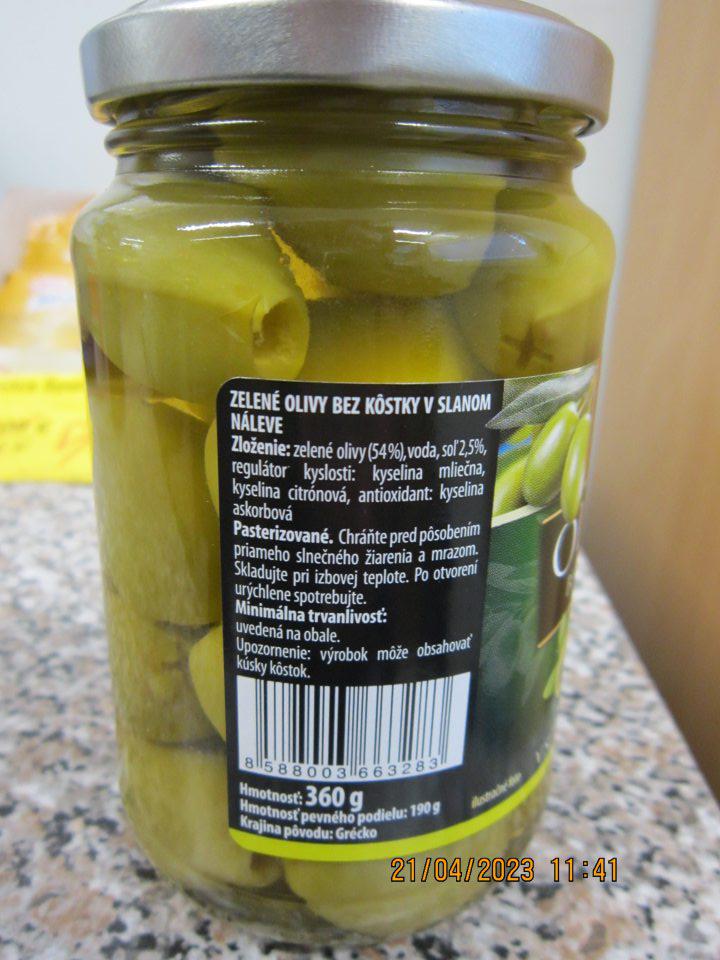 ZELENÉ OLIVY BEZ KÔSTKY V SLANOM
NÁLEVE
Zloženie: zelené olivy (54%), voda, soľ 2,5%,
regulátor kyslosti: kyselina mliečna,
kyselina citrónová, antioxidant: kyselina
askorbová
Pasterizované. Chráňte pred pôsobením
priameho slnečného žiarenia a mrazom.
Skladujte pri izbovej teplote. Po otvorení
urýchlene spotrebujte.
Minimálna trvanlivosť:
uvedená na obale.
Upozornenie: výrobok môže obsahovať
kúsky kôstok.
8 588003 663283
Hmotnosť: 360 g
Hmotnosť pevného podielu: 190 g
Krajina pôvodu: Grécko
ilustračné foto
21/04/2023 11:41